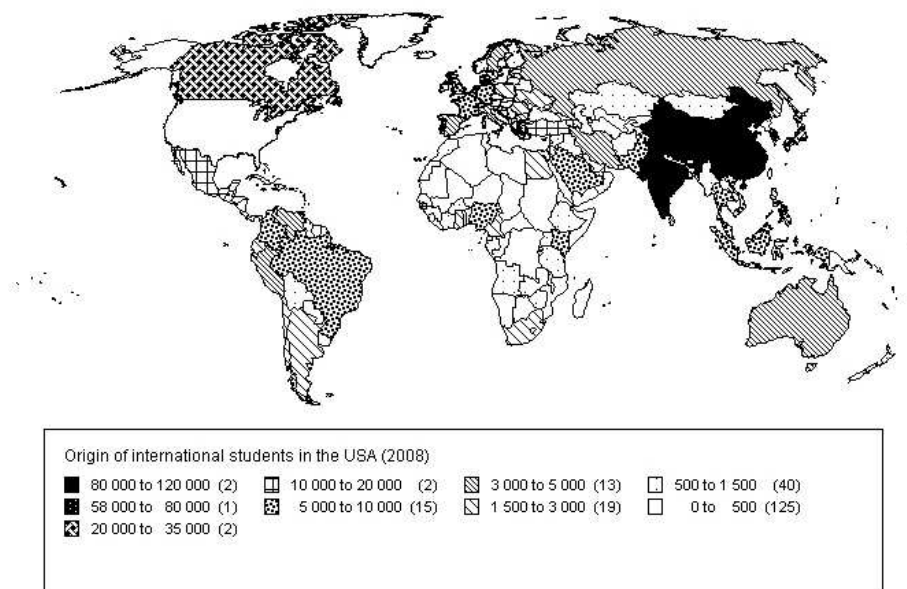 Origin of international students in the USA (2008)
80 000 to 120 000 (2) 10 000 to 20 000 (2) 3 000 to 5 000 (13) 500 to 1 500 (40)
58 000 to 80 000 (1) 5 000 to 10 000 (15) 1 500 to 3 000 (19) 0 to 500 (125)
20 000 to 35 000 (2)